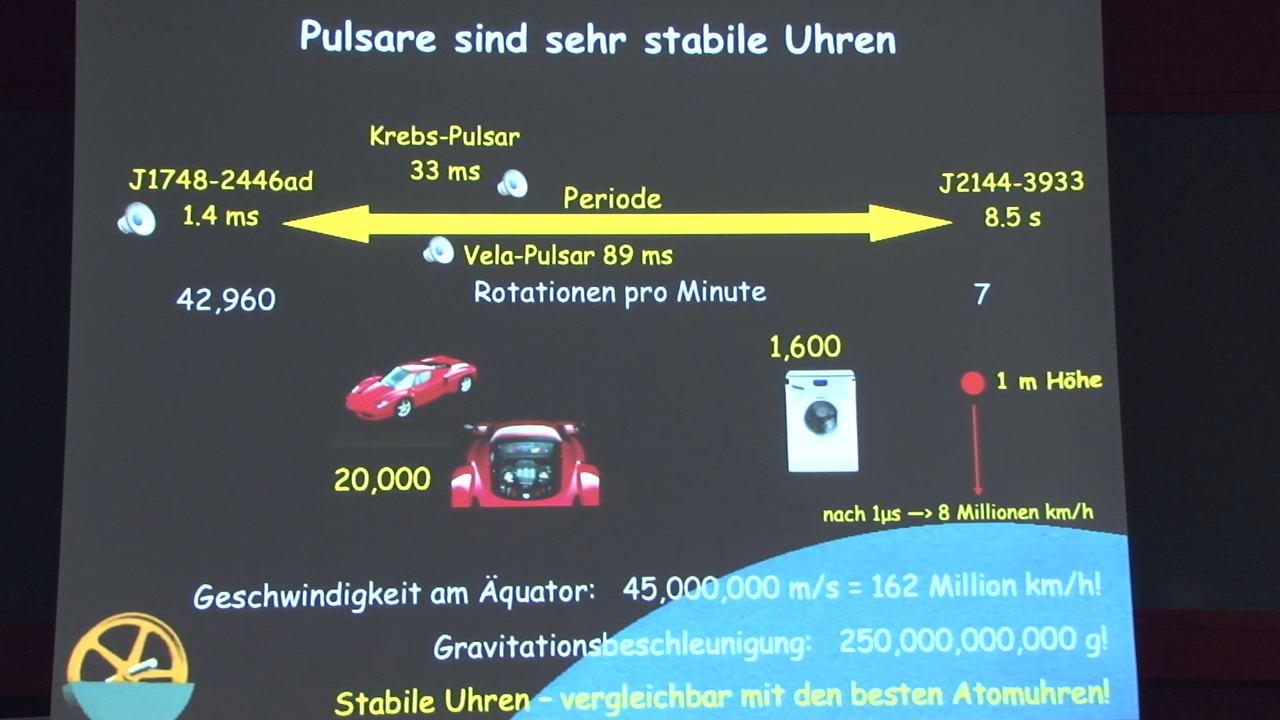 Pulsare sind sehr stabile Uhren
Krebs-Pulsar
33 ms
J1748-2446ad
1.4 ms
Periode
J2144-3933
8.5 s
Vela-Pulsar 89 ms
42,960
Rotationen pro Minute
7
1,600
1 m Höhe
20,000
nach 1μs —> 8 Millionen km/h
Geschwindigkeit am Äquator: 45,000,000 m/s = 162 Million km/h!
Gravitationsbeschleunigung: 250,000,000,000 g!
Stabile Uhren – vergleichbar mit den besten Atomuhren!